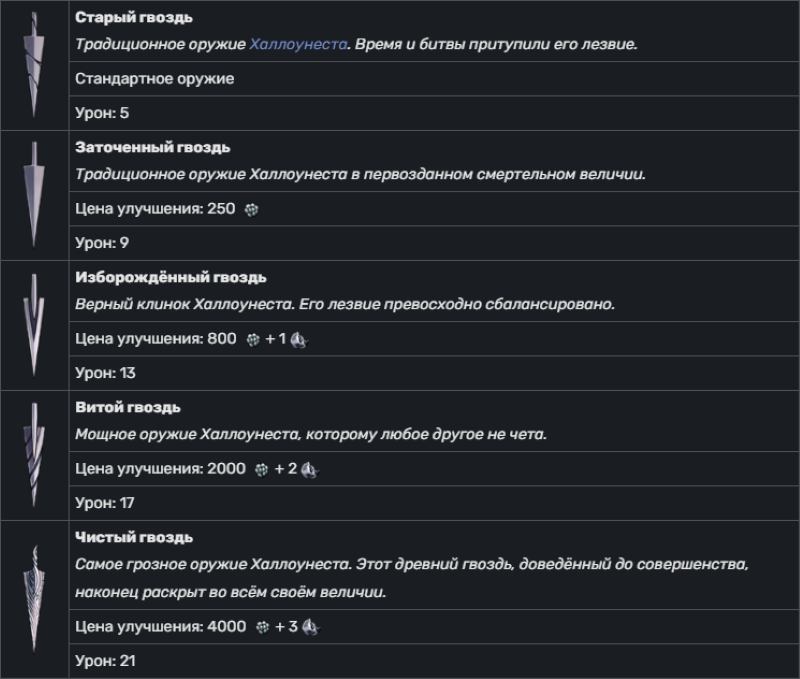 Старый гвоздь
Традиционное оружие Халлоунеста. Время и битвы притупили его лезвие.
Стандартное оружие
Урон: 5
Заточенный гвоздь
Традиционное оружие Халлоунеста в первозданном смертельном величии.
Цена улучшения: 250
Урон: 9
Изборождённый гвоздь
Верный клинок Халлоунеста. Его лезвие превосходно сбалансировано.
Цена улучшения: 800 + 1
Урон: 13
Витой гвоздь
Мощное оружие Халлоунеста, которому любое другое не чета.
Цена улучшения: 2000 + 2
Урон: 17
Чистый гвоздь
Самое грозное оружие Халлоунеста. Этот древний гвоздь, доведённый до совершенства,
наконец раскрыт во всём своём величии.
Цена улучшения: 4000 + 3
Урон: 21